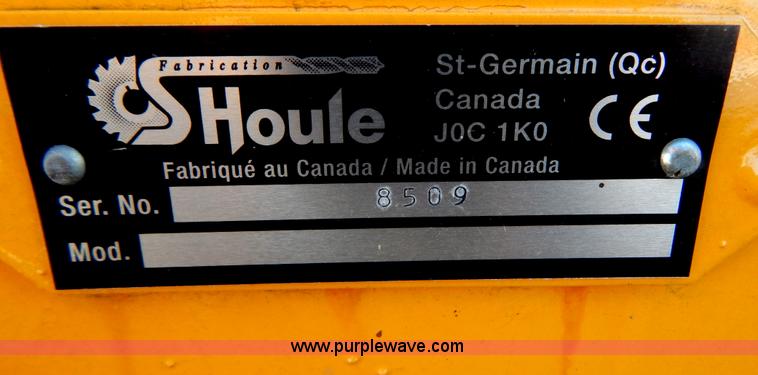 Fabrication
S Houle
St-Germain (Qc)
Canada
J0C 1K0
CE
Fabriqué au Canada / Made in Canada
Ser. No. 8509
Mod.
www.purplewave.com